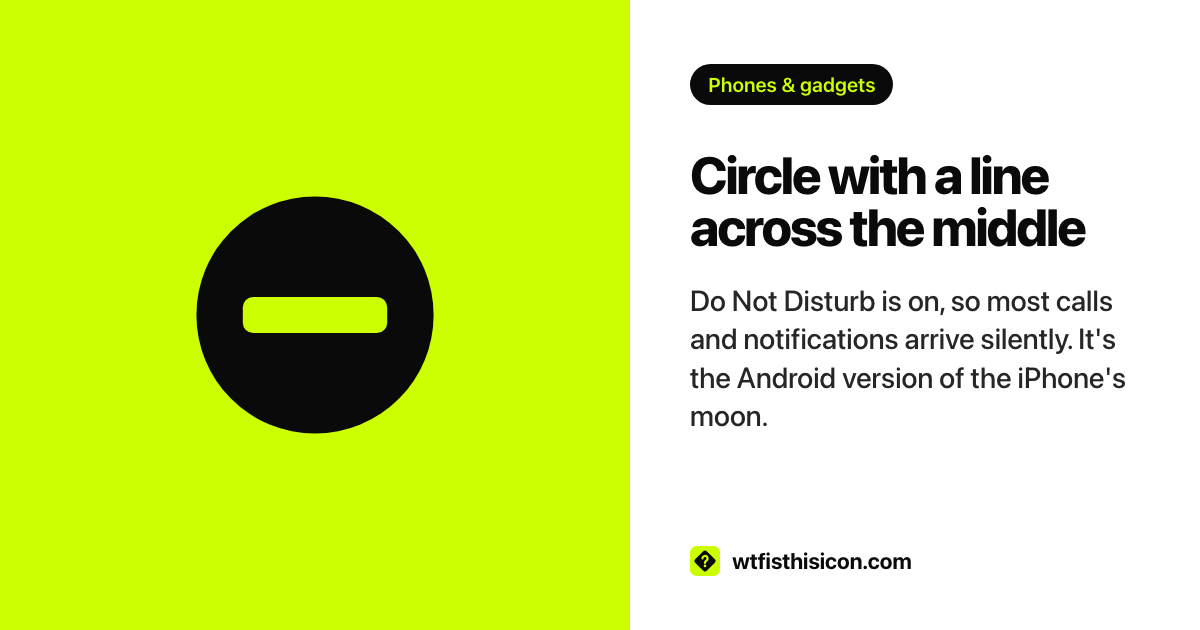 Phones & gadgets
Circle with a line
across the middle
Do Not Disturb is on, so most calls
and notifications arrive silently. It's
the Android version of the iPhone's
moon.
?
wtfisthisicon.com